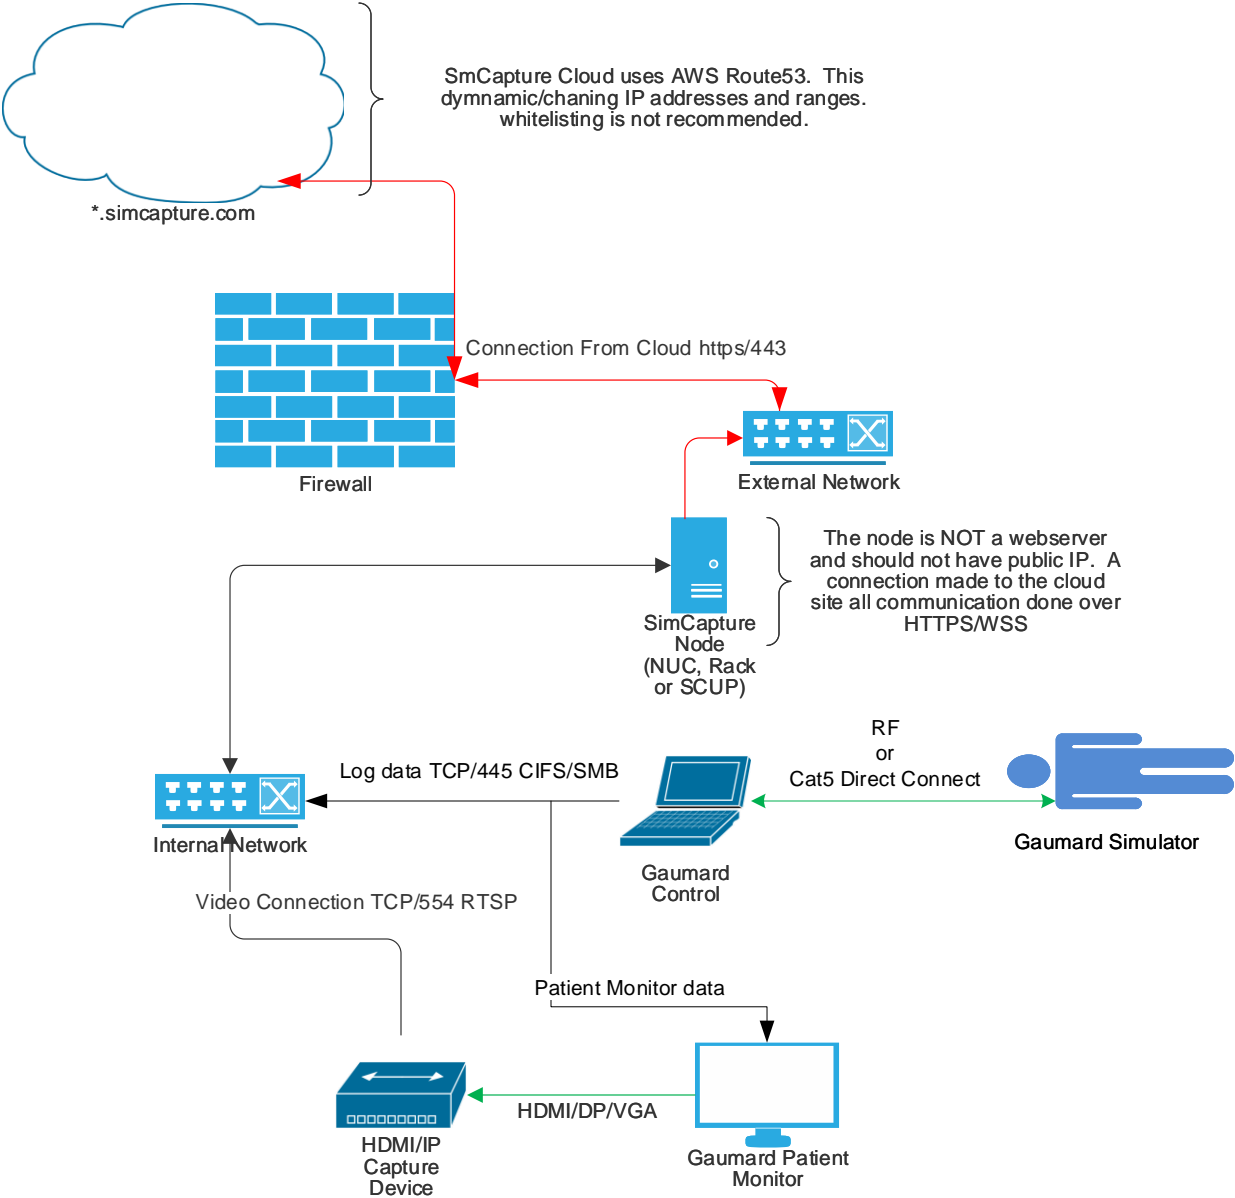 SmCapture Cloud uses AWS Route53.  This
dymnamic/chaning IP addresses and ranges.
whitelisting is not recommended.
*.simcapture.com
Connection From Cloud https/443
Firewall
External Network
The node is NOT a webserver
and should not have public IP.  A
connection made to the cloud
site all communication done over
HTTPS/WSS
SimCapture
Node
(NUC, Rack
or SCUP)
RF
or
Cat5 Direct Connect
Log data TCP/445 CIFS/SMB
Internal Network
Gaumard Simulator
Gaumard
Control
Video Connection TCP/554 RTSP
Patient Monitor data
HDMI/DP/VGA
HDMI/IP
Capture
Device
Gaumard Patient
Monitor